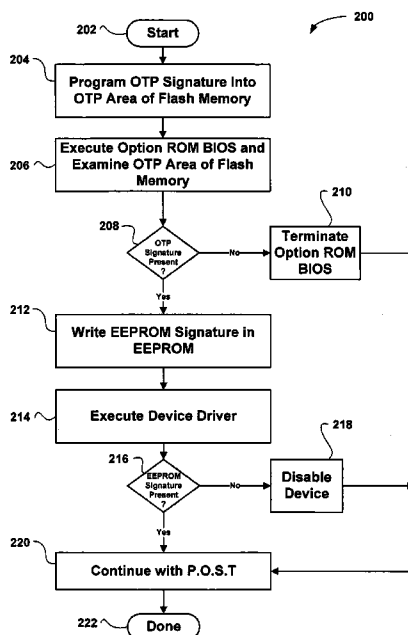 200
202
Start
204
Program OTP Signature Into
OTP Area of Flash Memory
206
Execute Option ROM BIOS and
Examine OTP Area of Flash
Memory
208
OTP
Signature
Present
?
No
210
Terminate
Option ROM
BIOS
Yes
212
Write EEPROM Signature in
EEPROM
214
Execute Device Driver
216
EEPROM
Signature
Present
?
No
218
Disable
Device
Yes
220
Continue with P.O.S.T
222
Done